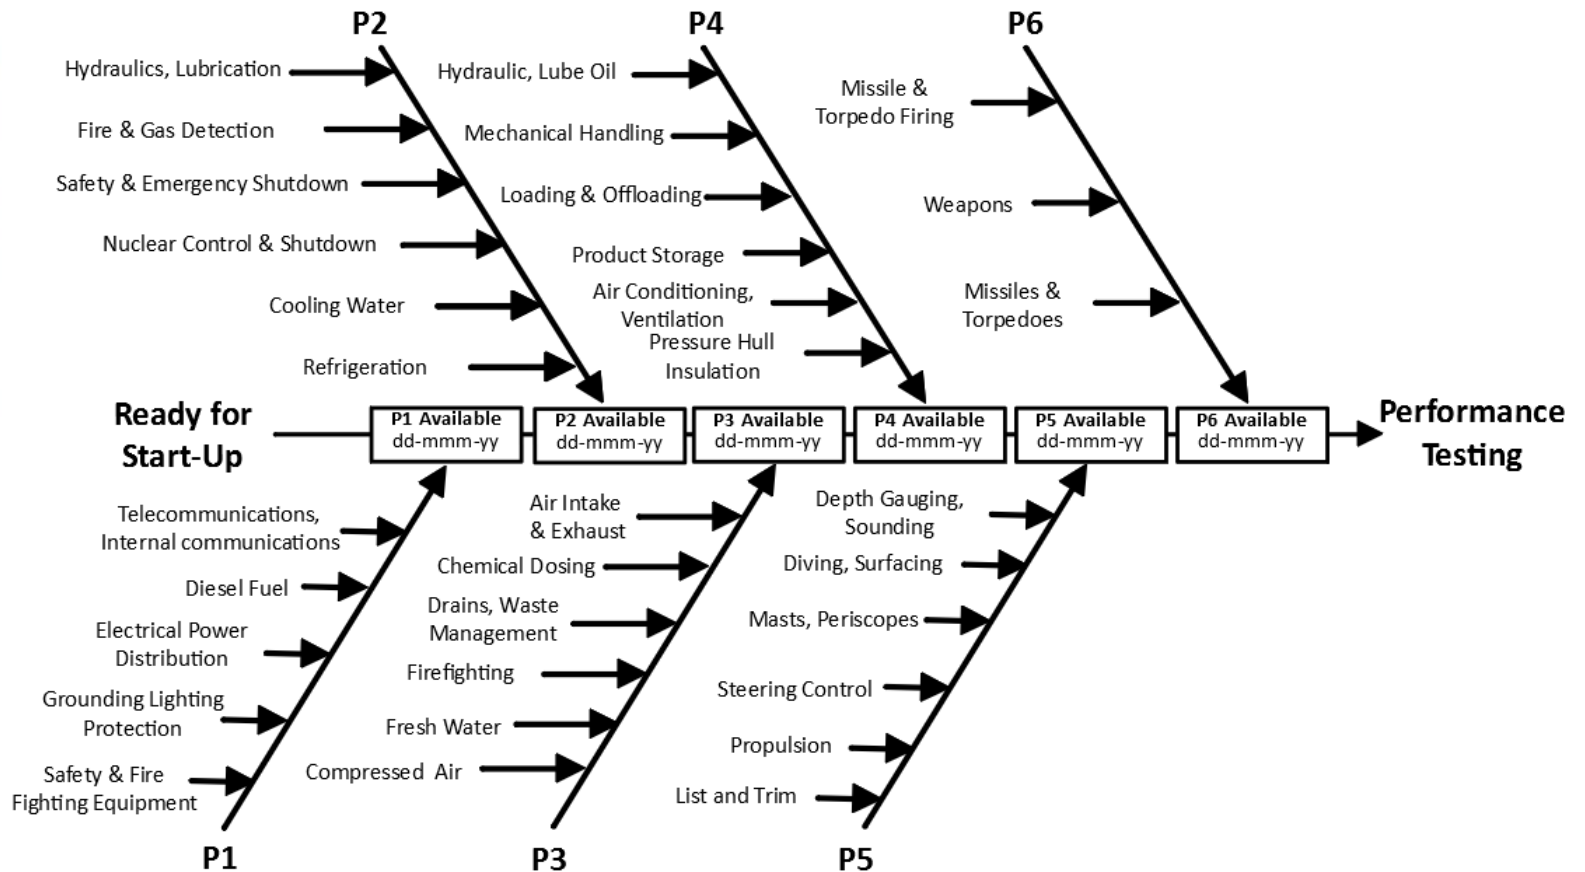 P2
Hydraulics, Lubrication
Fire & Gas Detection
Safety & Emergency Shutdown
Nuclear Control & Shutdown
Cooling Water
Refrigeration
P4
Hydraulic, Lube Oil
Mechanical Handling
Loading & Offloading
Product Storage
Air Conditioning,
Ventilation
Pressure Hull
Insulation
P6
Missile &
Torpedo Firing
Weapons
Missiles &
Torpedoes
Ready for
Start-Up
P1 Available
dd-mmm-yy
P2 Available
dd-mmm-yy
P3 Available
dd-mmm-yy
P4 Available
dd-mmm-yy
P5 Available
dd-mmm-yy
P6 Available
dd-mmm-yy
Performance
Testing
Telecommunications,
Internal communications
Diesel Fuel
Electrical Power
Distribution
Grounding Lighting
Protection
Safety & Fire
Fighting Equipment
P1
Air Intake
& Exhaust
Chemical Dosing
Drains, Waste
Management
Firefighting
Fresh Water
Compressed Air
P3
Depth Gauging,
Sounding
Diving, Surfacing
Masts, Periscopes
Steering Control
Propulsion
List and Trim
P5